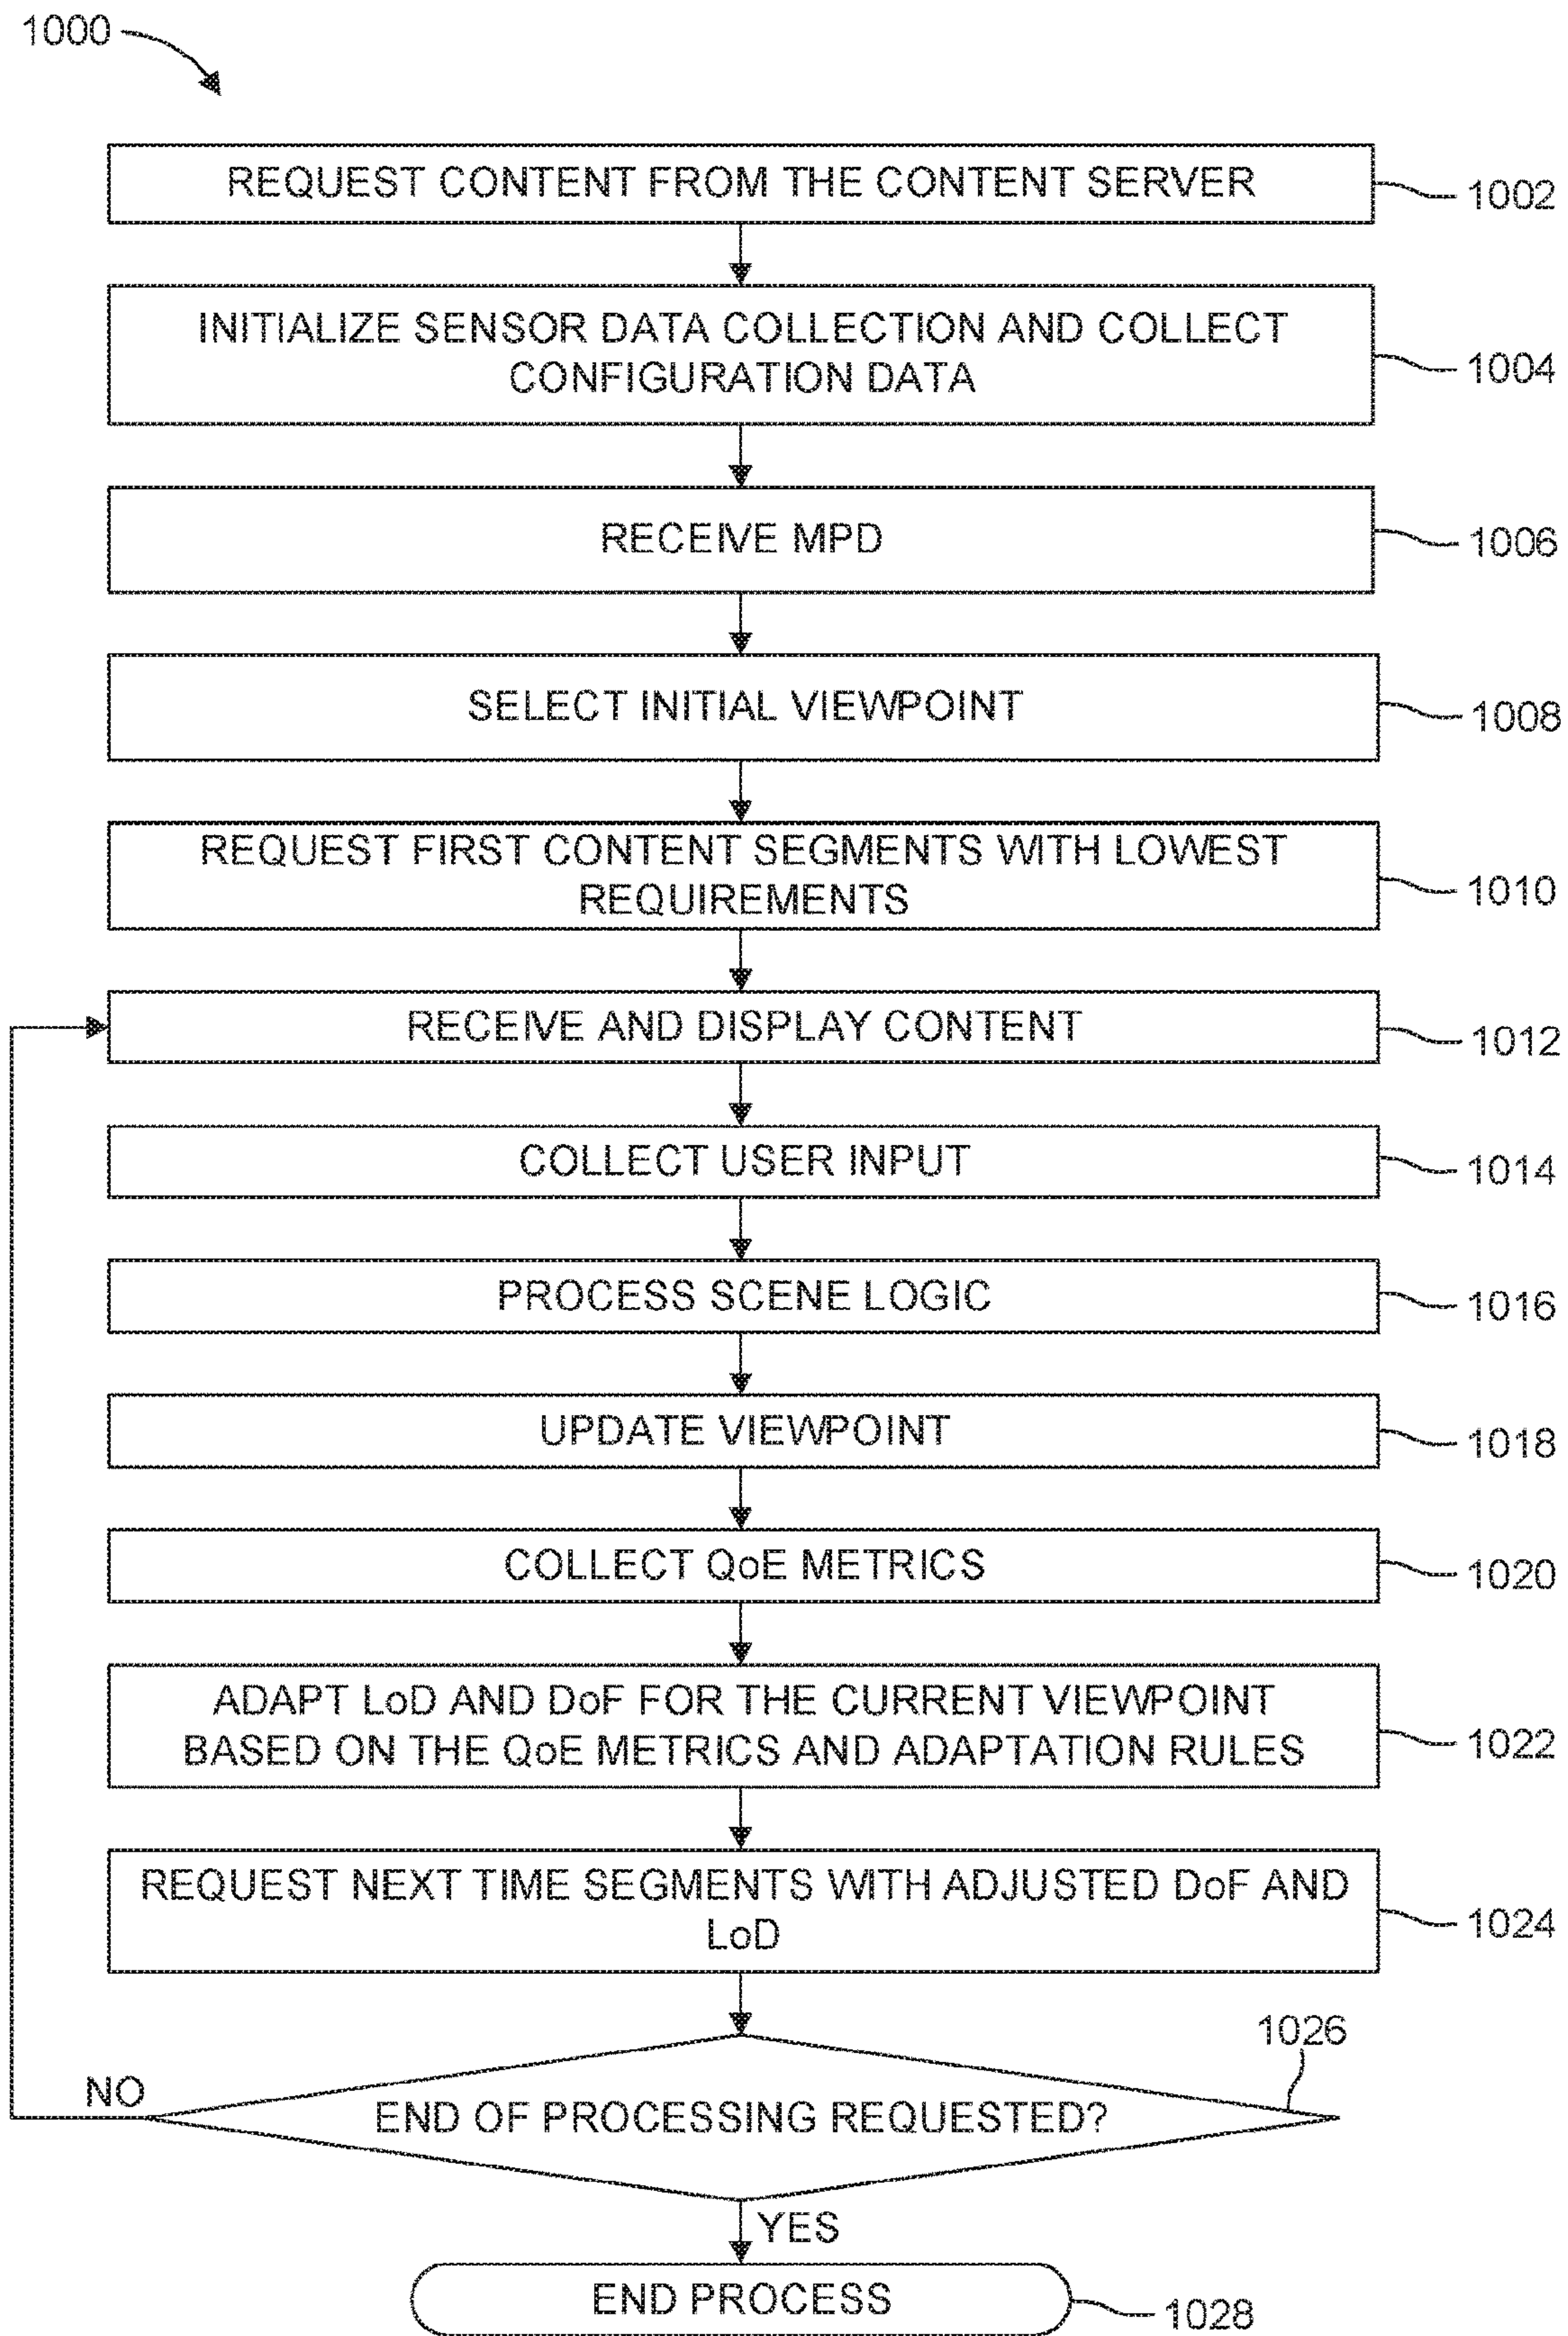 1000
REQUEST CONTENT FROM THE CONTENT SERVER
1002
INITIALIZE SENSOR DATA COLLECTION AND COLLECT
CONFIGURATION DATA
1004
RECEIVE MPD
1006
SELECT INITIAL VIEWPOINT
1008
REQUEST FIRST CONTENT SEGMENTS WITH LOWEST
REQUIREMENTS
1010
RECEIVE AND DISPLAY CONTENT
1012
COLLECT USER INPUT
1014
PROCESS SCENE LOGIC
1016
UPDATE VIEWPOINT
1018
COLLECT QoE METRICS
1020
ADAPT LoD AND DoF FOR THE CURRENT VIEWPOINT
BASED ON THE QoE METRICS AND ADAPTATION RULES
1022
REQUEST NEXT TIME SEGMENTS WITH ADJUSTED DoF AND
LoD
1024
1026
NO
END OF PROCESSING REQUESTED?
YES
END PROCESS
1028